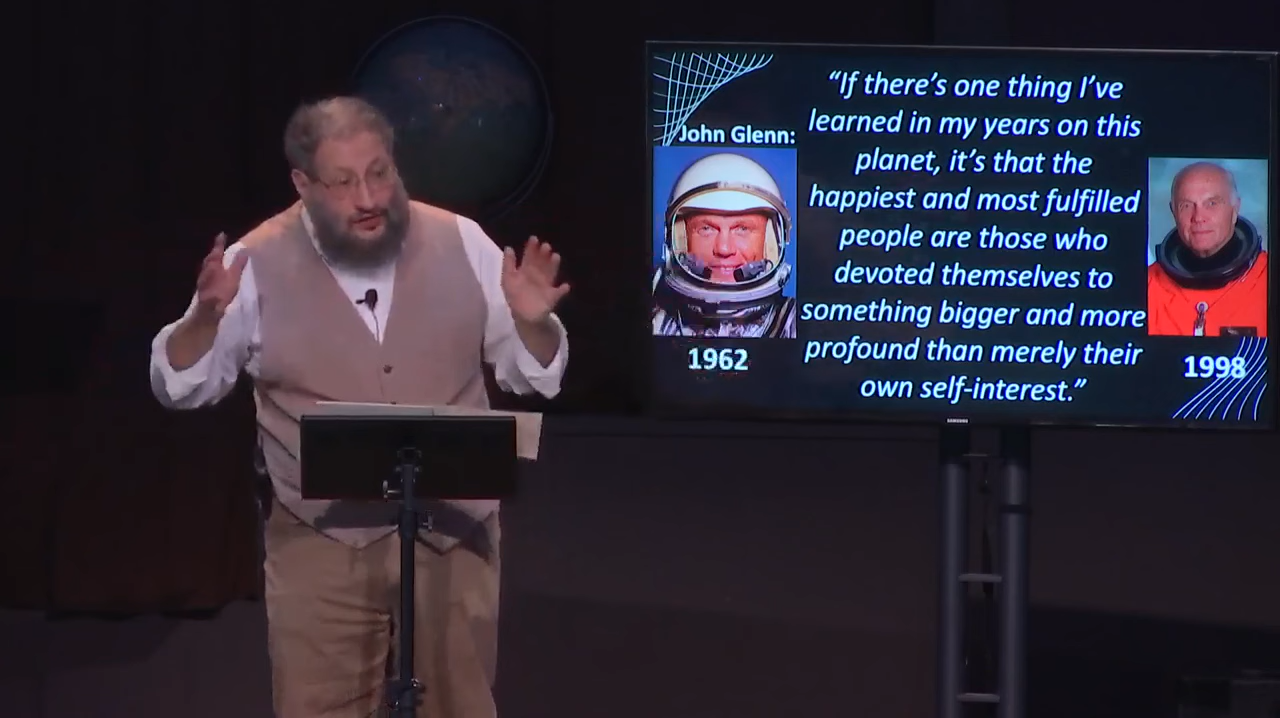 John Glenn:
“If there’s one thing I’ve
learned in my years on this
planet, it’s that the
happiest and most fulfilled
people are those who
devoted themselves to
something bigger and more
profound than merely their
own self-interest.”
1962
1998
SAMSUNG